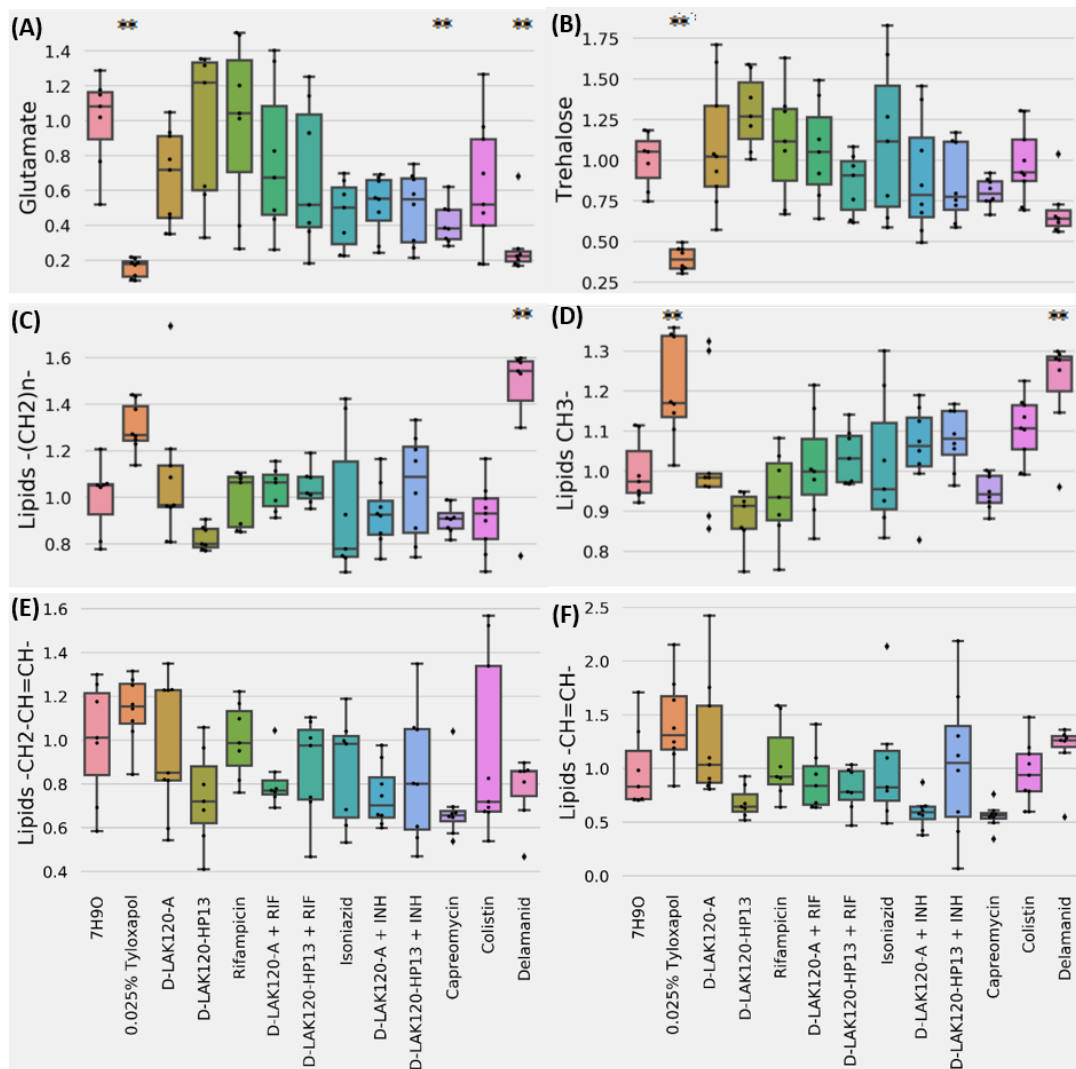 (A)
** ** **
Glutamate
1.4
1.2
1.0
0.8
0.6
0.4
0.2
(B)
**
Trehalose
1.75
1.50
1.25
1.00
0.75
0.50
0.25
(C)
**
Lipids -(CH2)n-
1.6
1.4
1.2
1.0
0.8
(D)
** **
Lipids CH3-
1.3
1.2
1.1
1.0
0.9
0.8
(E)
Lipids -CH2-CH=CH-
1.6
1.4
1.2
1.0
0.8
0.6
0.4
7H9O
0.025% Tyloxapol
D-LAK120-A
D-LAK120-HP13
Rifampicin
D-LAK120-A + RIF
D-LAK120-HP13 + RIF
Isoniazid
D-LAK120-A + INH
D-LAK120-HP13 + INH
Capreomycin
Colistin
Delamanid
(F)
Lipids -CH=CH-
2.5
2.0
1.5
1.0
0.5
0.0
7H9O
0.025% Tyloxapol
D-LAK120-A
D-LAK120-HP13
Rifampicin
D-LAK120-A + RIF
D-LAK120-HP13 + RIF
Isoniazid
D-LAK120-A + INH
D-LAK120-HP13 + INH
Capreomycin
Colistin
Delamanid